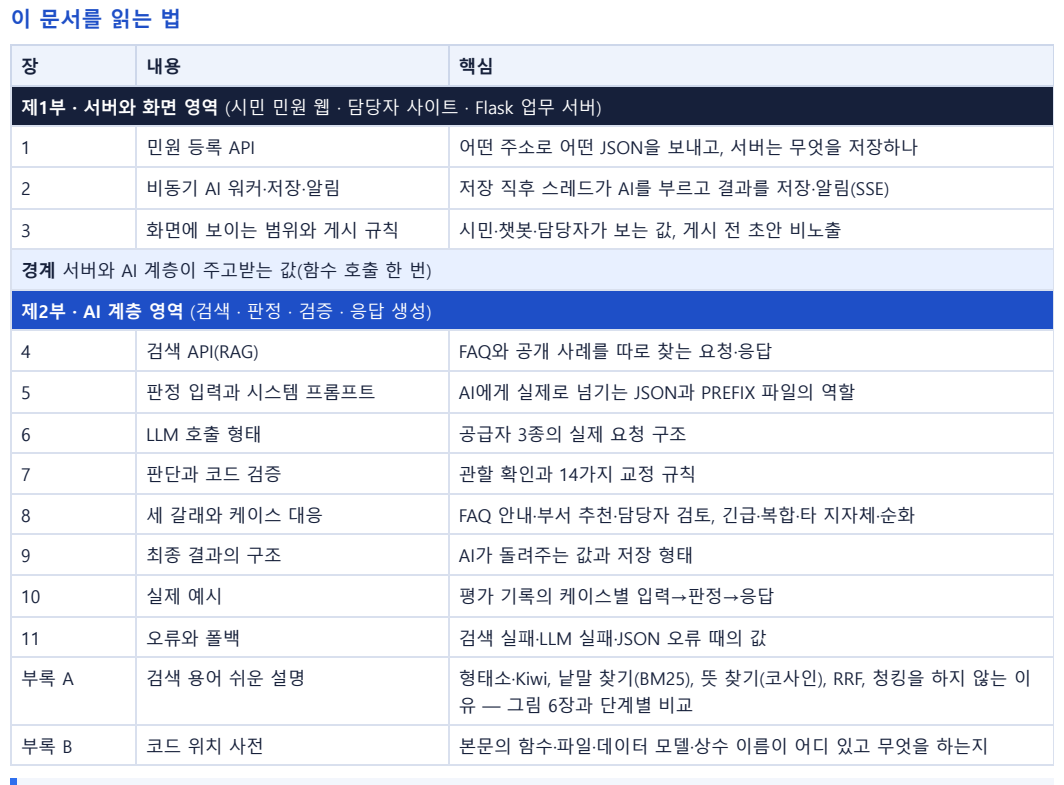 이 문서를 읽는 법
장 내용 핵심
제1부 · 서버와 화면 영역 (시민 민원 웹 · 담당자 사이트 · Flask 업무 서버)
1 민원 등록 API 어떤 주소로 어떤 JSON을 보내고, 서버는 무엇을 저장하나
2 비동기 AI 워커·저장·알림 저장 직후 스레드가 AI를 부르고 결과를 저장·알림(SSE)
3 화면에 보이는 범위와 게시 규칙 시민·챗봇·담당자가 보는 값, 게시 전 초안 비노출
경계 서버와 AI 계층이 주고받는 값(함수 호출 한 번)
제2부 · AI 계층 영역 (검색 · 판정 · 검증 · 응답 생성)
4 검색 API(RAG) FAQ와 공개 사례를 따로 찾는 요청·응답
5 판정 입력과 시스템 프롬프트 AI에게 실제로 넘기는 JSON과 PREFIX 파일의 역할
6 LLM 호출 형태 공급자 3종의 실제 요청 구조
7 판단과 코드 검증 관할 확인과 14가지 교정 규칙
8 세 갈래와 케이스 대응 FAQ 안내·부서 추천·담당자 검토, 긴급·복합·타 지자체·순화
9 최종 결과의 구조 AI가 돌려주는 값과 저장 형태
10 실제 예시 평가 기록의 케이스별 입력→판정→응답
11 오류와 폴백 검색 실패·LLM 실패·JSON 오류 때의 값
부록 A 검색 용어 쉬운 설명 형태소·Kiwi, 낱말 찾기(BM25), 뜻 찾기(코사인), RRF, 청킹을 하지 않는 이
유 — 그림 6장과 단계별 비교
부록 B 코드 위치 사전 본문의 함수·파일·데이터 모델·상수 이름이 어디 있고 무엇을 하는지